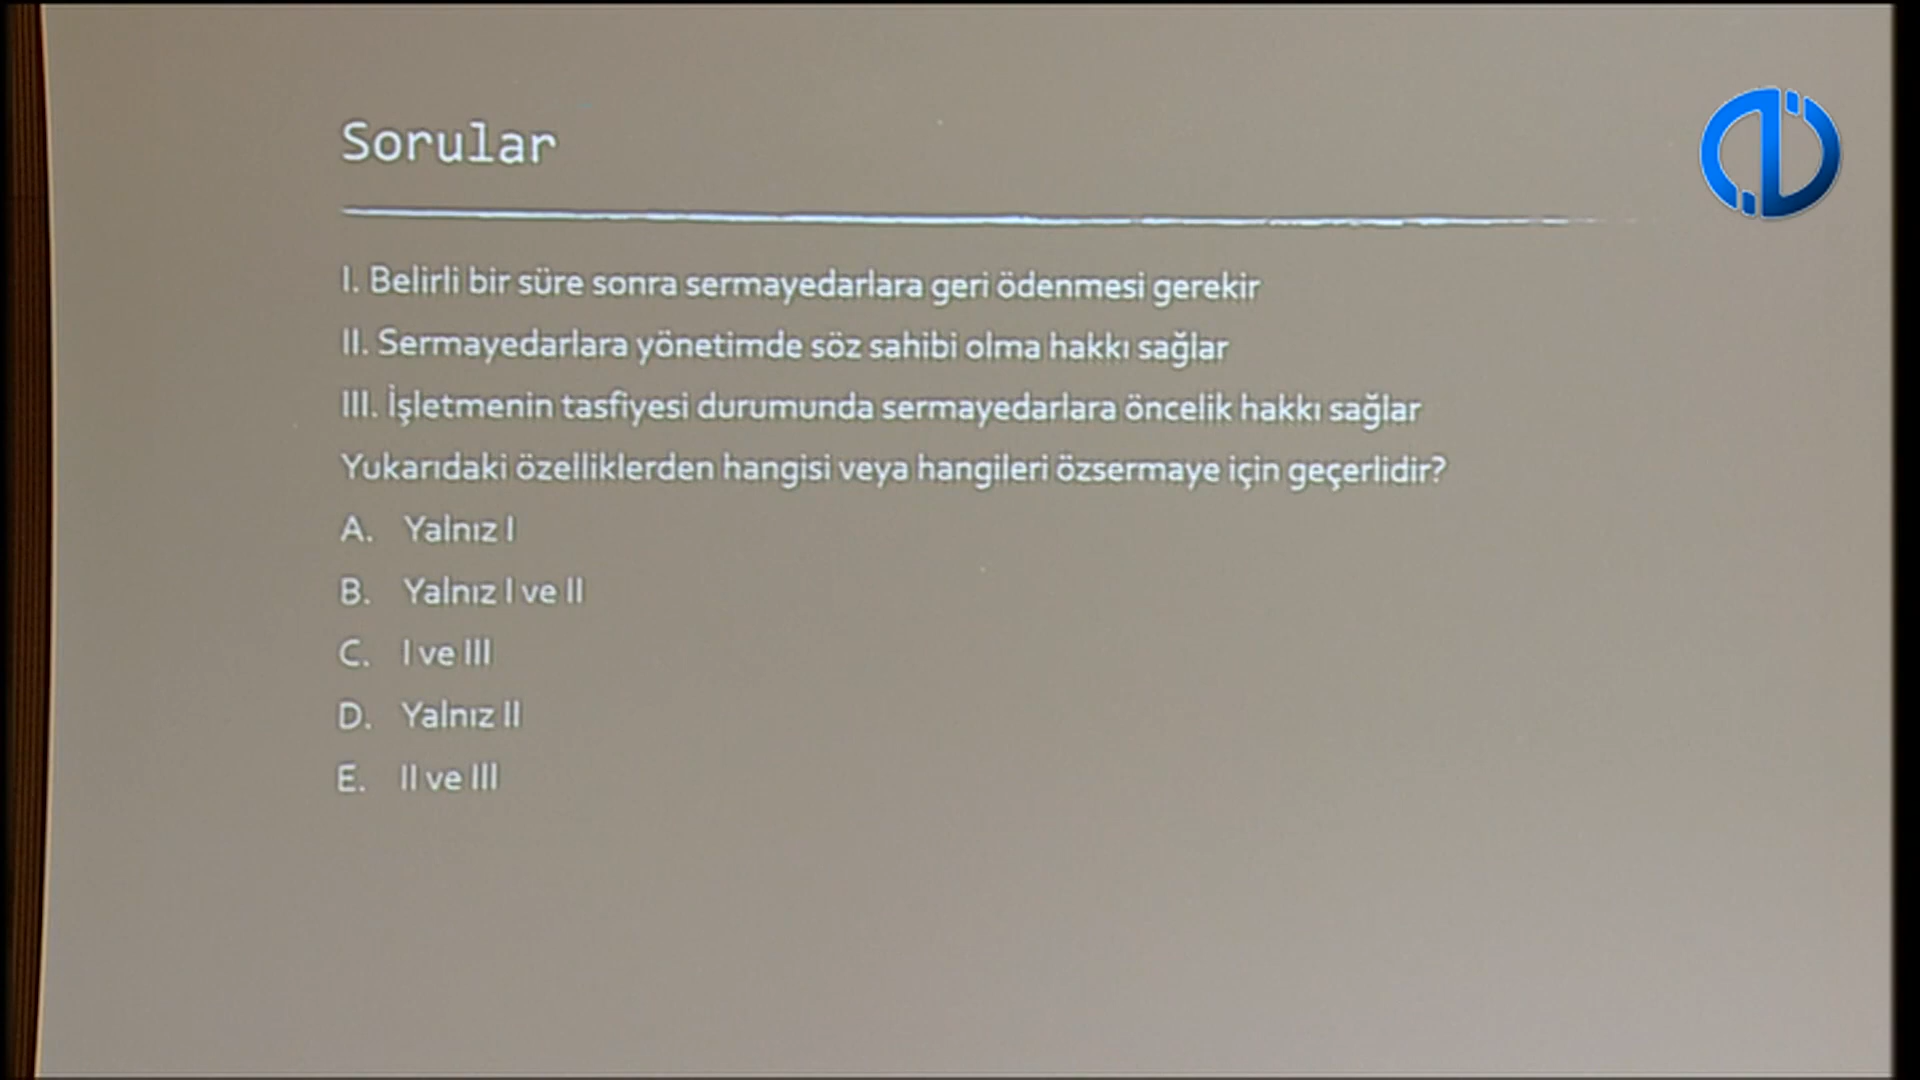 Sorular
I. Belirli bir süre sonra sermayedarlara geri ödenmesi gerekir
II. Sermayedarlara yönetimde söz sahibi olma hakkı sağlar
III. İşletmenin tasfiyesi durumunda sermayedarlara öncelik hakkı sağlar
Yukarıdaki özelliklerden hangisi veya hangileri özsermaye için geçerlidir?
A. Yalnız I
B. Yalnız I ve II
C. I ve III
D. Yalnız II
E. II ve III